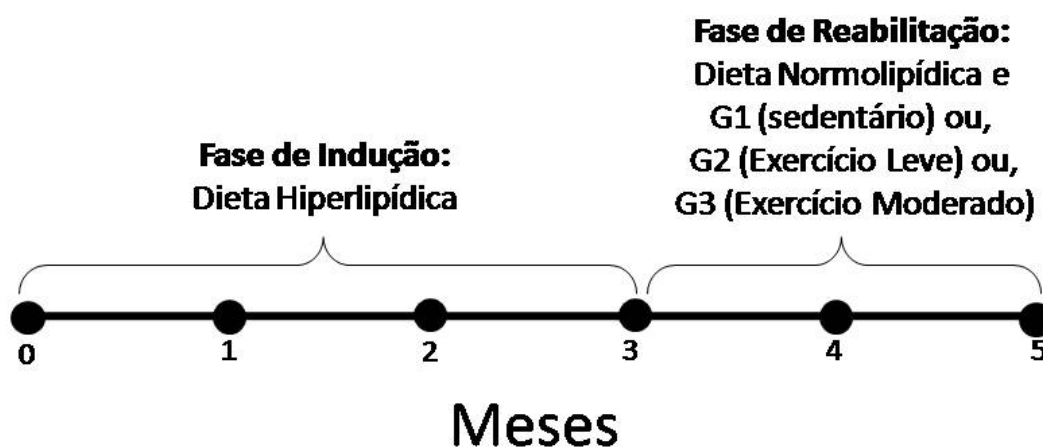 Fase de Indução:
Dieta Hiperlipídica
Fase de Reabilitação:
Dieta Normolipídica e
G1 (sedentário) ou,
G2 (Exercício Leve) ou,
G3 (Exercício Moderado)
0 1 2 3 4 5
Meses